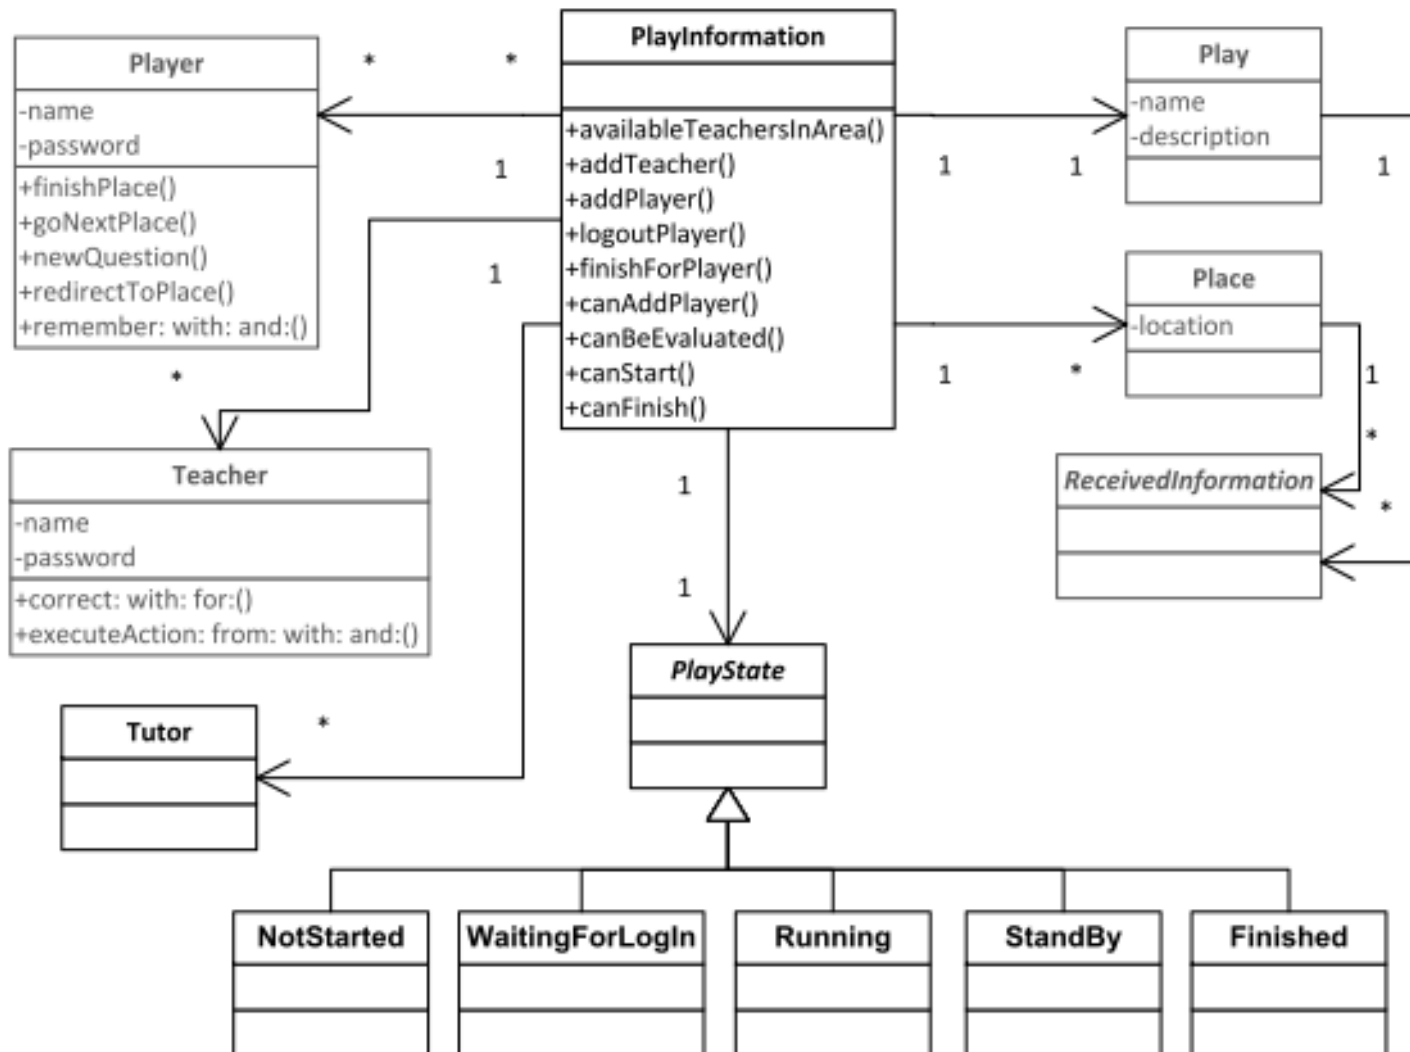 PlayInformation
+availableTeachersInArea()
+addTeacher()
+addPlayer()
+logoutPlayer()
+finishForPlayer()
+canAddPlayer()
+canBeEvaluated()
+canStart()
+canFinish()
Player
-name
-password
+finishPlace()
+goNextPlace()
+newQuestion()
+redirectToPlace()
+remember: with: and:()
* *
1
1
*
Teacher
-name
-password
+correct: with: for:()
+executeAction: from: with: and:()
Tutor
*
Play
-name
-description
1 1 1
Place
-location
1 *
1
*
ReceivedInformation
*
1
1
PlayState
NotStarted
WaitingForLogIn
Running
StandBy
Finished